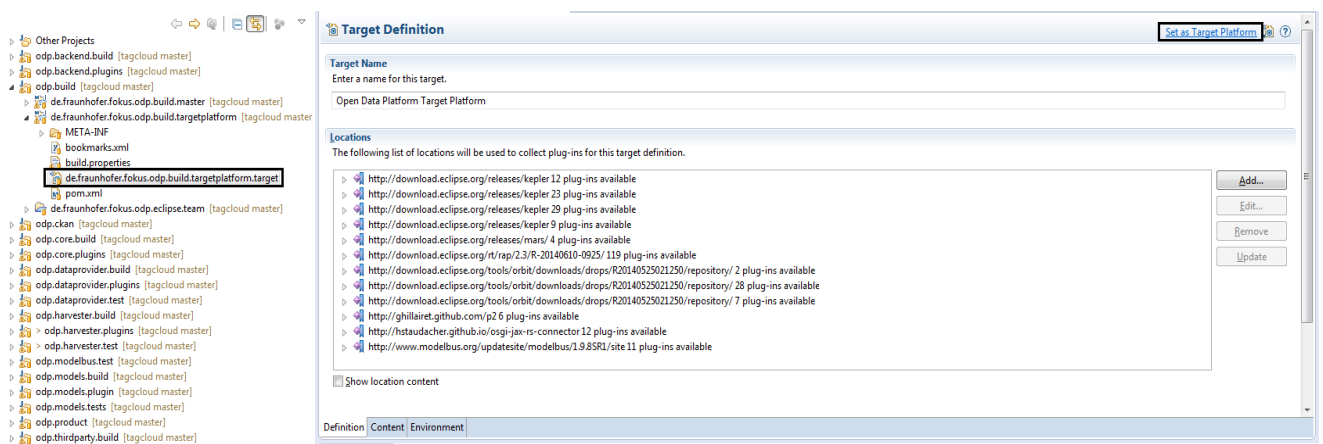 Other Projects
odp.backend.build [tagcloud master]
odp.backend.plugins [tagcloud master]
odp.build [tagcloud master]
de.fraunhofer.fokus.odp.build.master [tagcloud master]
de.fraunhofer.fokus.odp.build.targetplatform [tagcloud master
META-INF
bookmarks.xml
build.properties
de.fraunhofer.fokus.odp.build.targetplatform.target
pom.xml
de.fraunhofer.fokus.odp.eclipse.team [tagcloud master]
odp.ckan [tagcloud master]
odp.core.build [tagcloud master]
odp.core.plugins [tagcloud master]
odp.dataprovider.build [tagcloud master]
odp.dataprovider.plugins [tagcloud master]
odp.dataprovider.test [tagcloud master]
odp.harvester.build [tagcloud master]
> odp.harvester.plugins [tagcloud master]
> odp.harvester.test [tagcloud master]
odp.modelbus.test [tagcloud master]
odp.models.build [tagcloud master]
odp.models.plugin [tagcloud master]
odp.models.tests [tagcloud master]
odp.product [tagcloud master]
odp.thirdparty.build [tagcloud master]
Target Definition
Set as Target Platform
Target Name
Enter a name for this target.
Open Data Platform Target Platform
Locations
The following list of locations will be used to collect plug-ins for this target definition.
http://download.eclipse.org/releases/kepler 12 plug-ins available
http://download.eclipse.org/releases/kepler 23 plug-ins available
http://download.eclipse.org/releases/kepler 29 plug-ins available
http://download.eclipse.org/releases/kepler 9 plug-ins available
http://download.eclipse.org/releases/mars/ 4 plug-ins available
http://download.eclipse.org/rt/rap/2.3/R-20140610-0925/ 119 plug-ins available
http://download.eclipse.org/tools/orbit/downloads/drops/R20140525021250/repository/ 2 plug-ins available
http://download.eclipse.org/tools/orbit/downloads/drops/R20140525021250/repository/ 28 plug-ins available
http://download.eclipse.org/tools/orbit/downloads/drops/R20140525021250/repository/ 7 plug-ins available
http://ghillairet.github.com/p2 6 plug-ins available
http://hstaudacher.github.io/osgi-jax-rs-connector 12 plug-ins available
http://www.modelbus.org/updatesite/modelbus/1.9.8SR1/site 11 plug-ins available
Add...
Edit...
Remove
Update
Show location content
Definition Content Environment